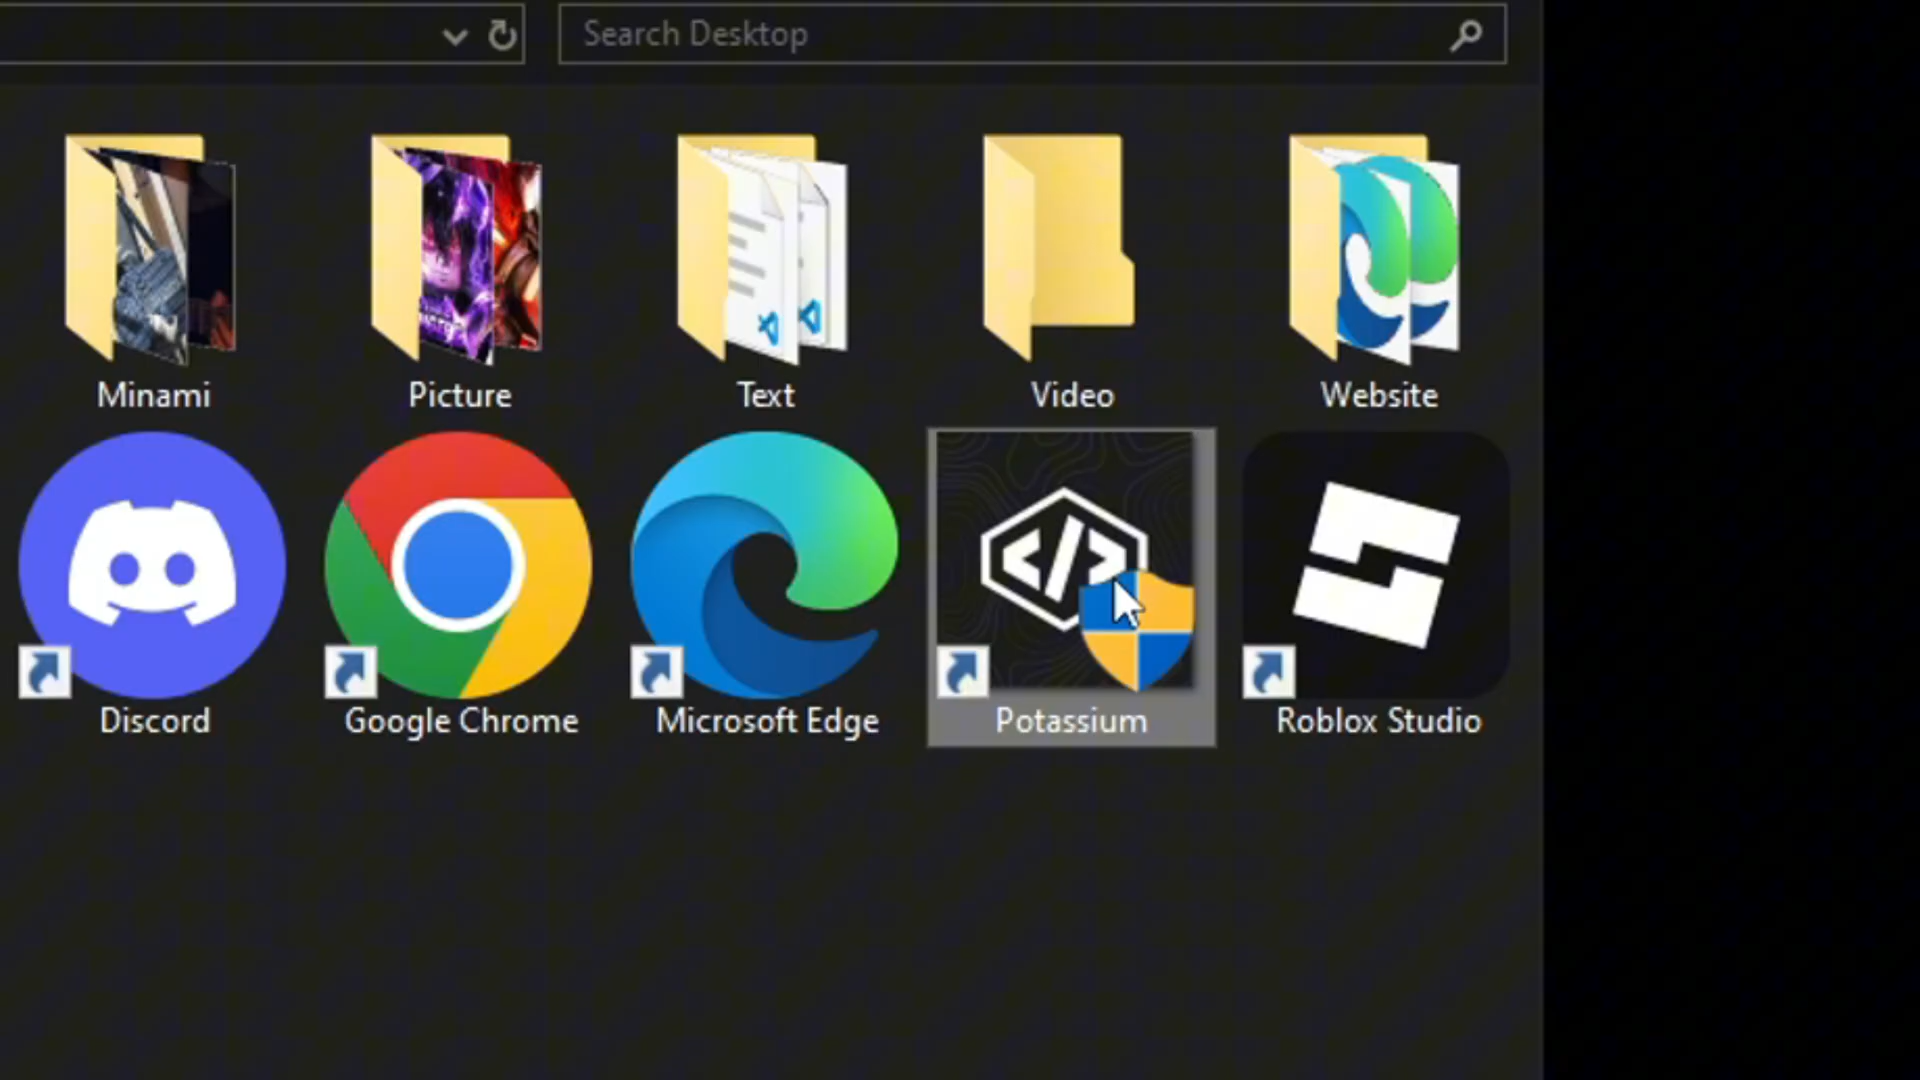 Search Desktop
Minami
Picture
Text
Video
Website
Discord
Google Chrome
Microsoft Edge
Potassium
Roblox Studio